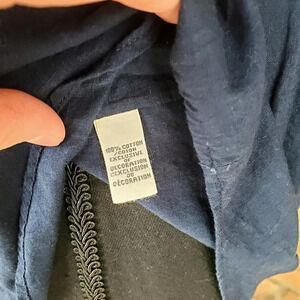 100% COTTON
/COTON
EXCLUSIVE
OF
DECORATION
/EXCLUSION
DE
DÉCORATION